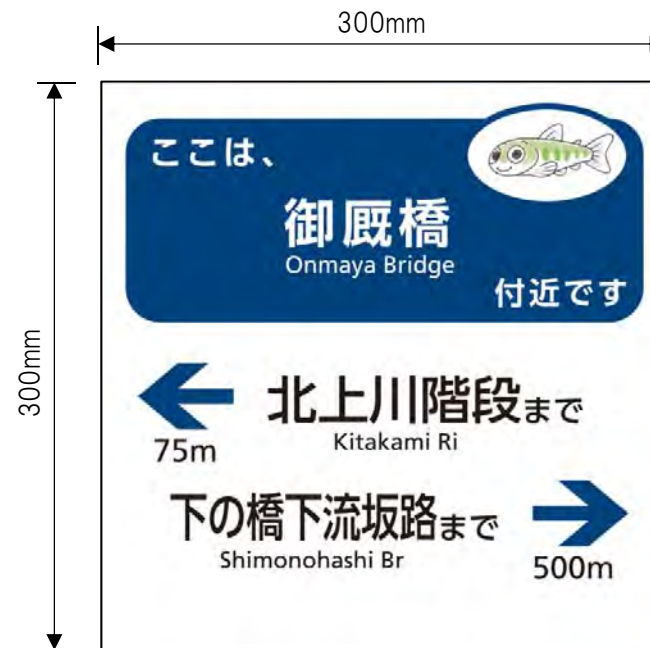 300mm
300mm
ここは、
御厩橋
Onmaya Bridge
付近です
北上川階段まで
75m
Kitakami Ri
下の橋下流坂路まで
Shimonohashi Br
500m